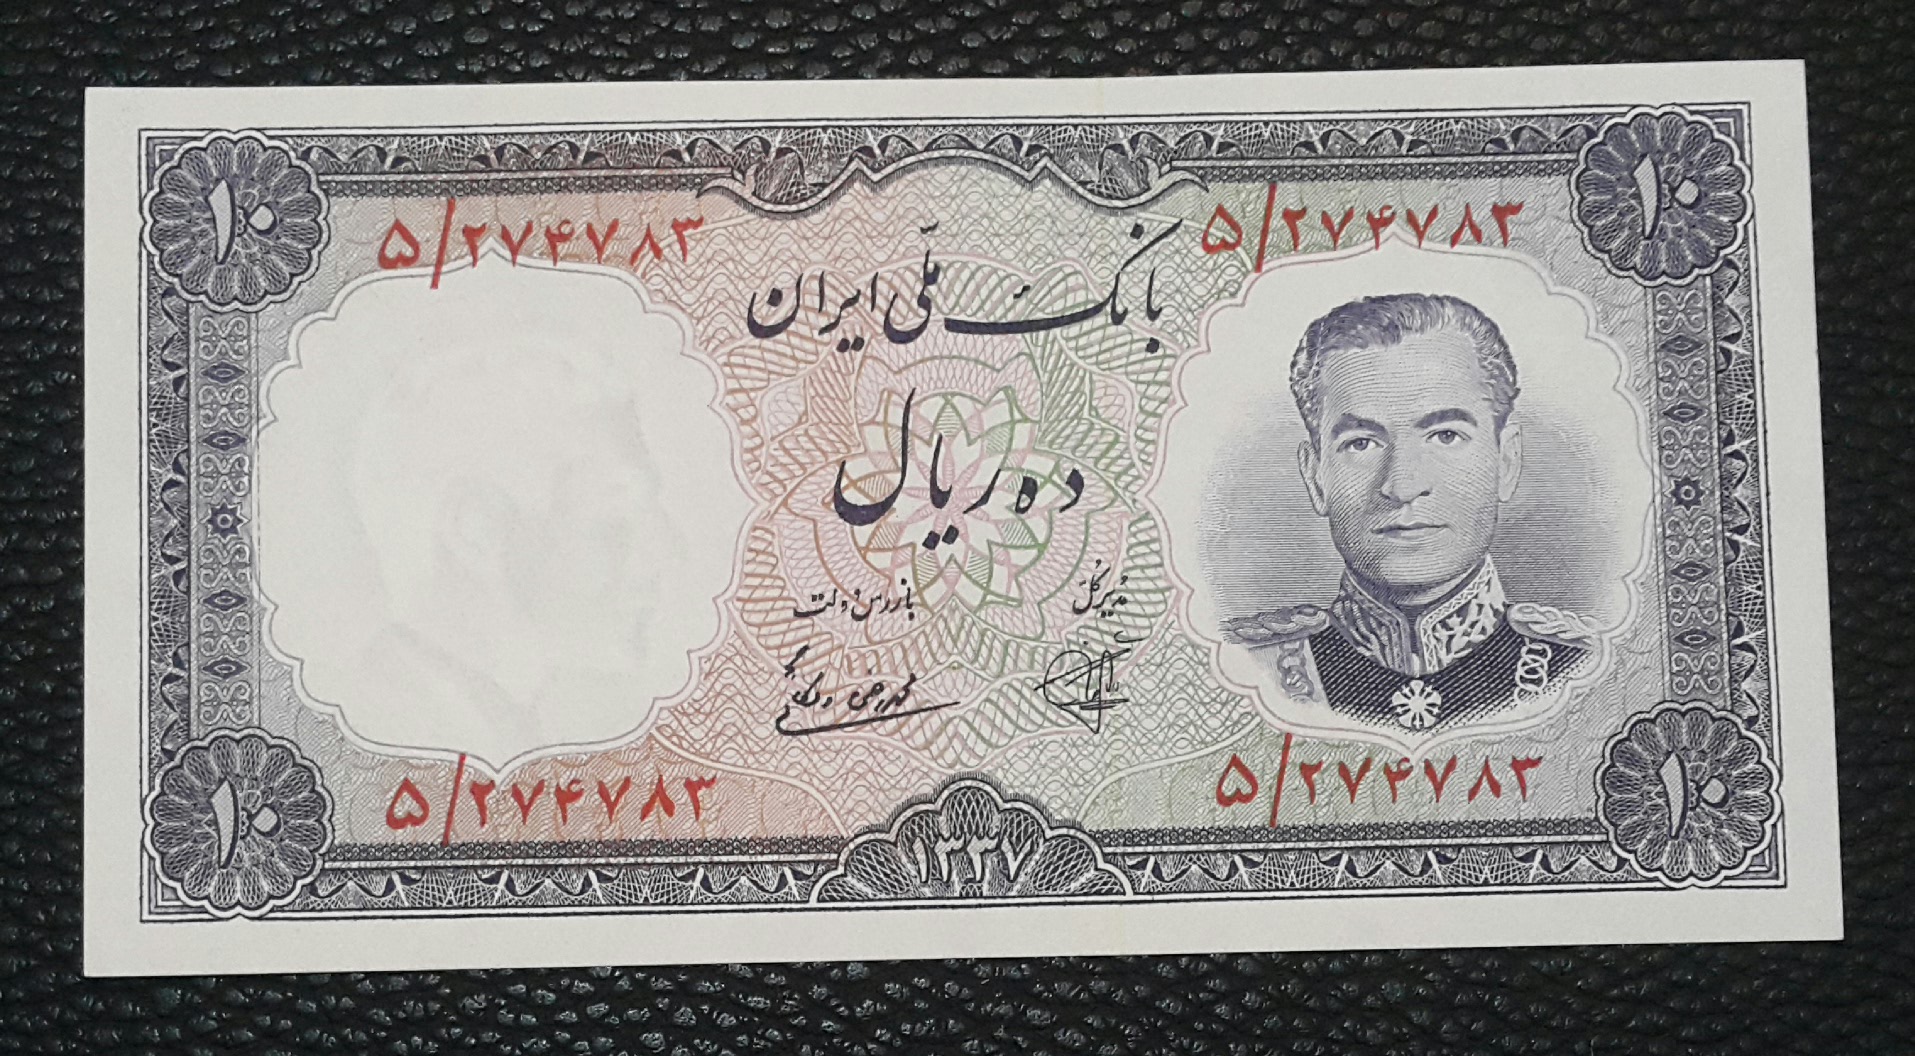 ۱۰
۱۰
۵/۲۷۴۷۸۳
۵/۲۷۴۷۸۳
بانک ملّی ایران
ده ریال
مدیر کل
بازرس دولت
۵/۲۷۴۷۸۳
۵/۲۷۴۷۸۳
۱۰
۱۳۳۷
۱۰